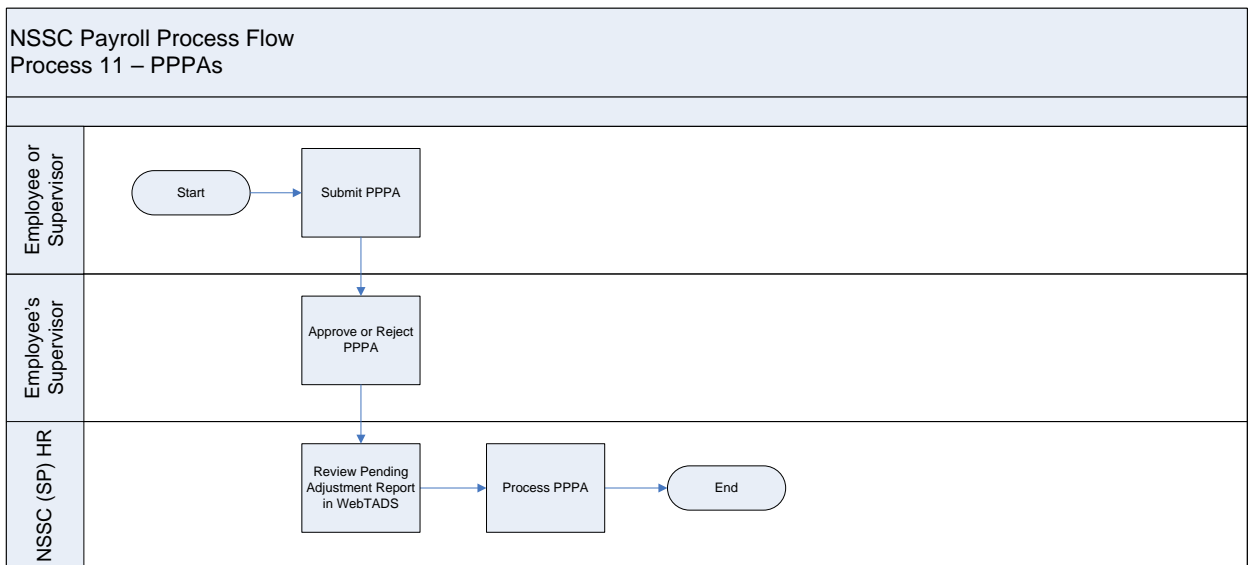 NSSC Payroll Process Flow
Process 11 – PPPAs
Employee or
Supervisor
Start
Submit PPPA
Employee’s
Supervisor
Approve or Reject
PPPA
NSSC (SP) HR
Review Pending
Adjustment Report
in WebTADS
Process PPPA
End